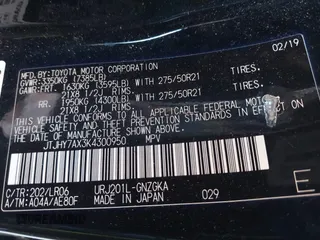 MFD. BY:TOYOTA MOTOR CORPORATION 02/19
GVWR:3350KG (7385LB)
GAWR:FRT. 1630KG (3595LB) WITH 275/50R21 TIRES,
21X8 1/2J RIMS,
RR. 1950KG (4300LB) WITH 275/50R21 TIRES,
21X8 1/2J RIMS,
THIS VEHICLE CONFORMS TO ALL APPLICABLE FEDERAL MOTOR
VEHICLE SAFETY STANDARDS IN EFFECT ON THE
DATE OF MANUFACTURE SHOWN ABOVE.
JTJHY7AX3K4300950 MPV
C/TR:202/LR06 URJ201L-GNZGKA E
A/TM:A04A/AE80F MADE IN JAPAN 029